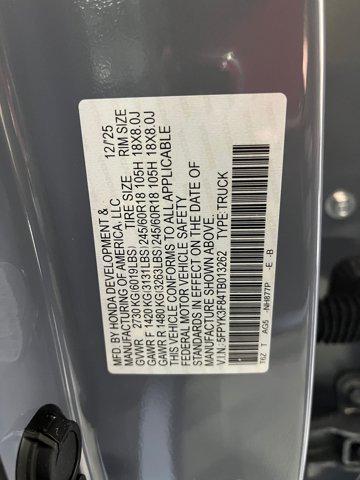 MFD. BY HONDA DEVELOPMENT & 12/'25
MANUFACTURING OF AMERICA, LLC
TIRE SIZE RIM SIZE
GVWR 2730 KG(6019LBS)
GAWR F 1420 KG(3131LBS)245/60R18 105H 18X8.0J
GAWR R 1480 KG(3263LBS)245/60R18 105H 18X8.0J
THIS VEHICLE CONFORMS TO ALL APPLICABLE
FEDERAL MOTOR VEHICLE SAFETY
STANDARDS IN EFFECT ON THE DATE OF
MANUFACTURE SHOWN ABOVE.
V.I.N.: 5FPYK3F84TB013262 TYPE:TRUCK
T6Z T AG5 -NH877P -E -B